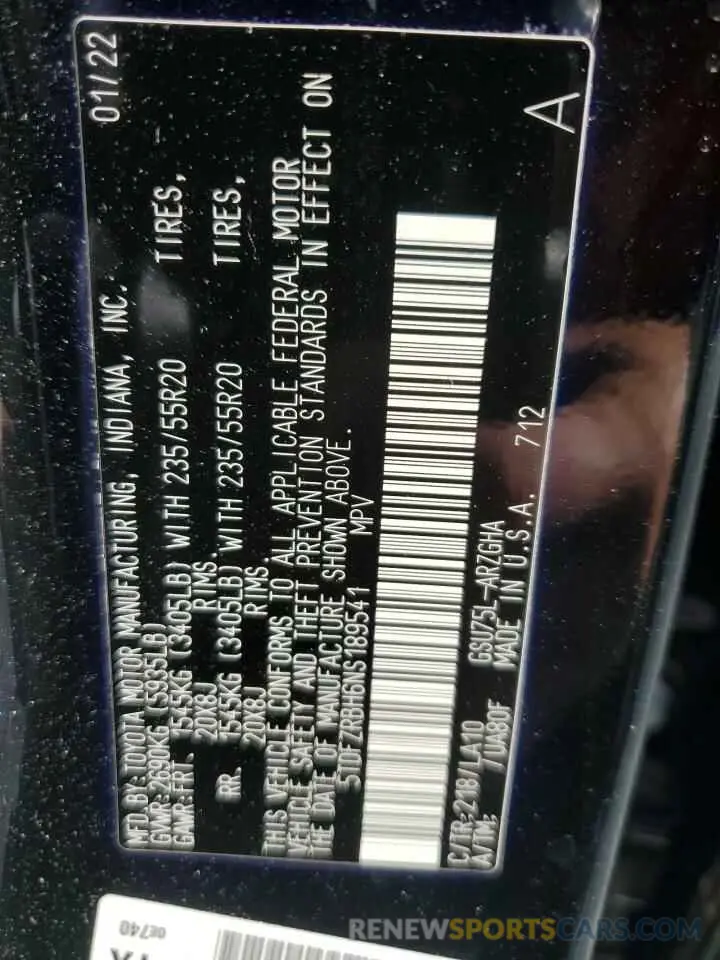 MFD.BY: TOYOTA MOTOR MANUFACTURING, INDIANA, INC. 01/22
GVWR:2690KG (5935LB)
GAWR:FRT. 1545KG (3405LB) WITH 235/55R20 TIRES,
20X8J RIMS.
RR. 1545KG (3405LB) WITH 235/55R20 TIRES,
20X8J RIMS
THIS VEHICLE CONFORMS TO ALL APPLICABLE FEDERAL MOTOR
VEHICLE SAFETY AND THEFT PREVENTION STANDARDS IN EFFECT ON
THE DATE OF MANUFACTURE SHOWN ABOVE.
5TDFZRBH6NS189541 MPV
C/TR:218/LA10 GSU75L-ARZGHA
A/TM: /UA80F MADE IN U.S.A. 712 A
0E740
RENEWSPORTSCARS.COM